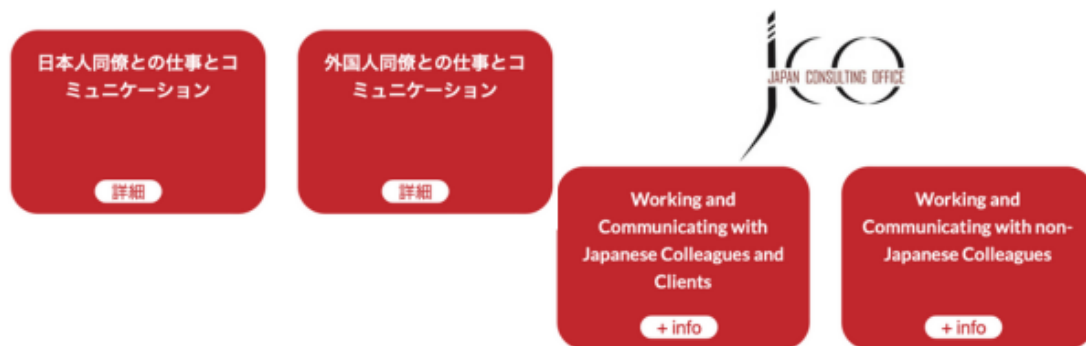 日本人同僚との仕事とコ
ミュニケーション
詳細
外国人同僚との仕事とコ
ミュニケーション
詳細
jco
JAPAN CONSULTING OFFICE
Working and
Communicating with
Japanese Colleagues and
Clients
+ info
Working and
Communicating with non-
Japanese Colleagues
+ info